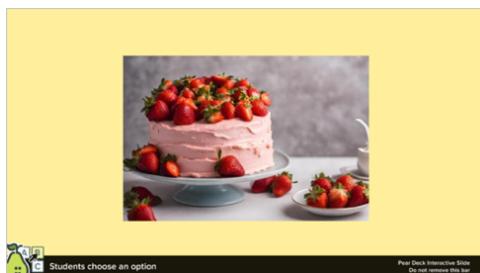 A B
C
Students choose an option
Pear Deck Interactive Slide
Do not remove this bar